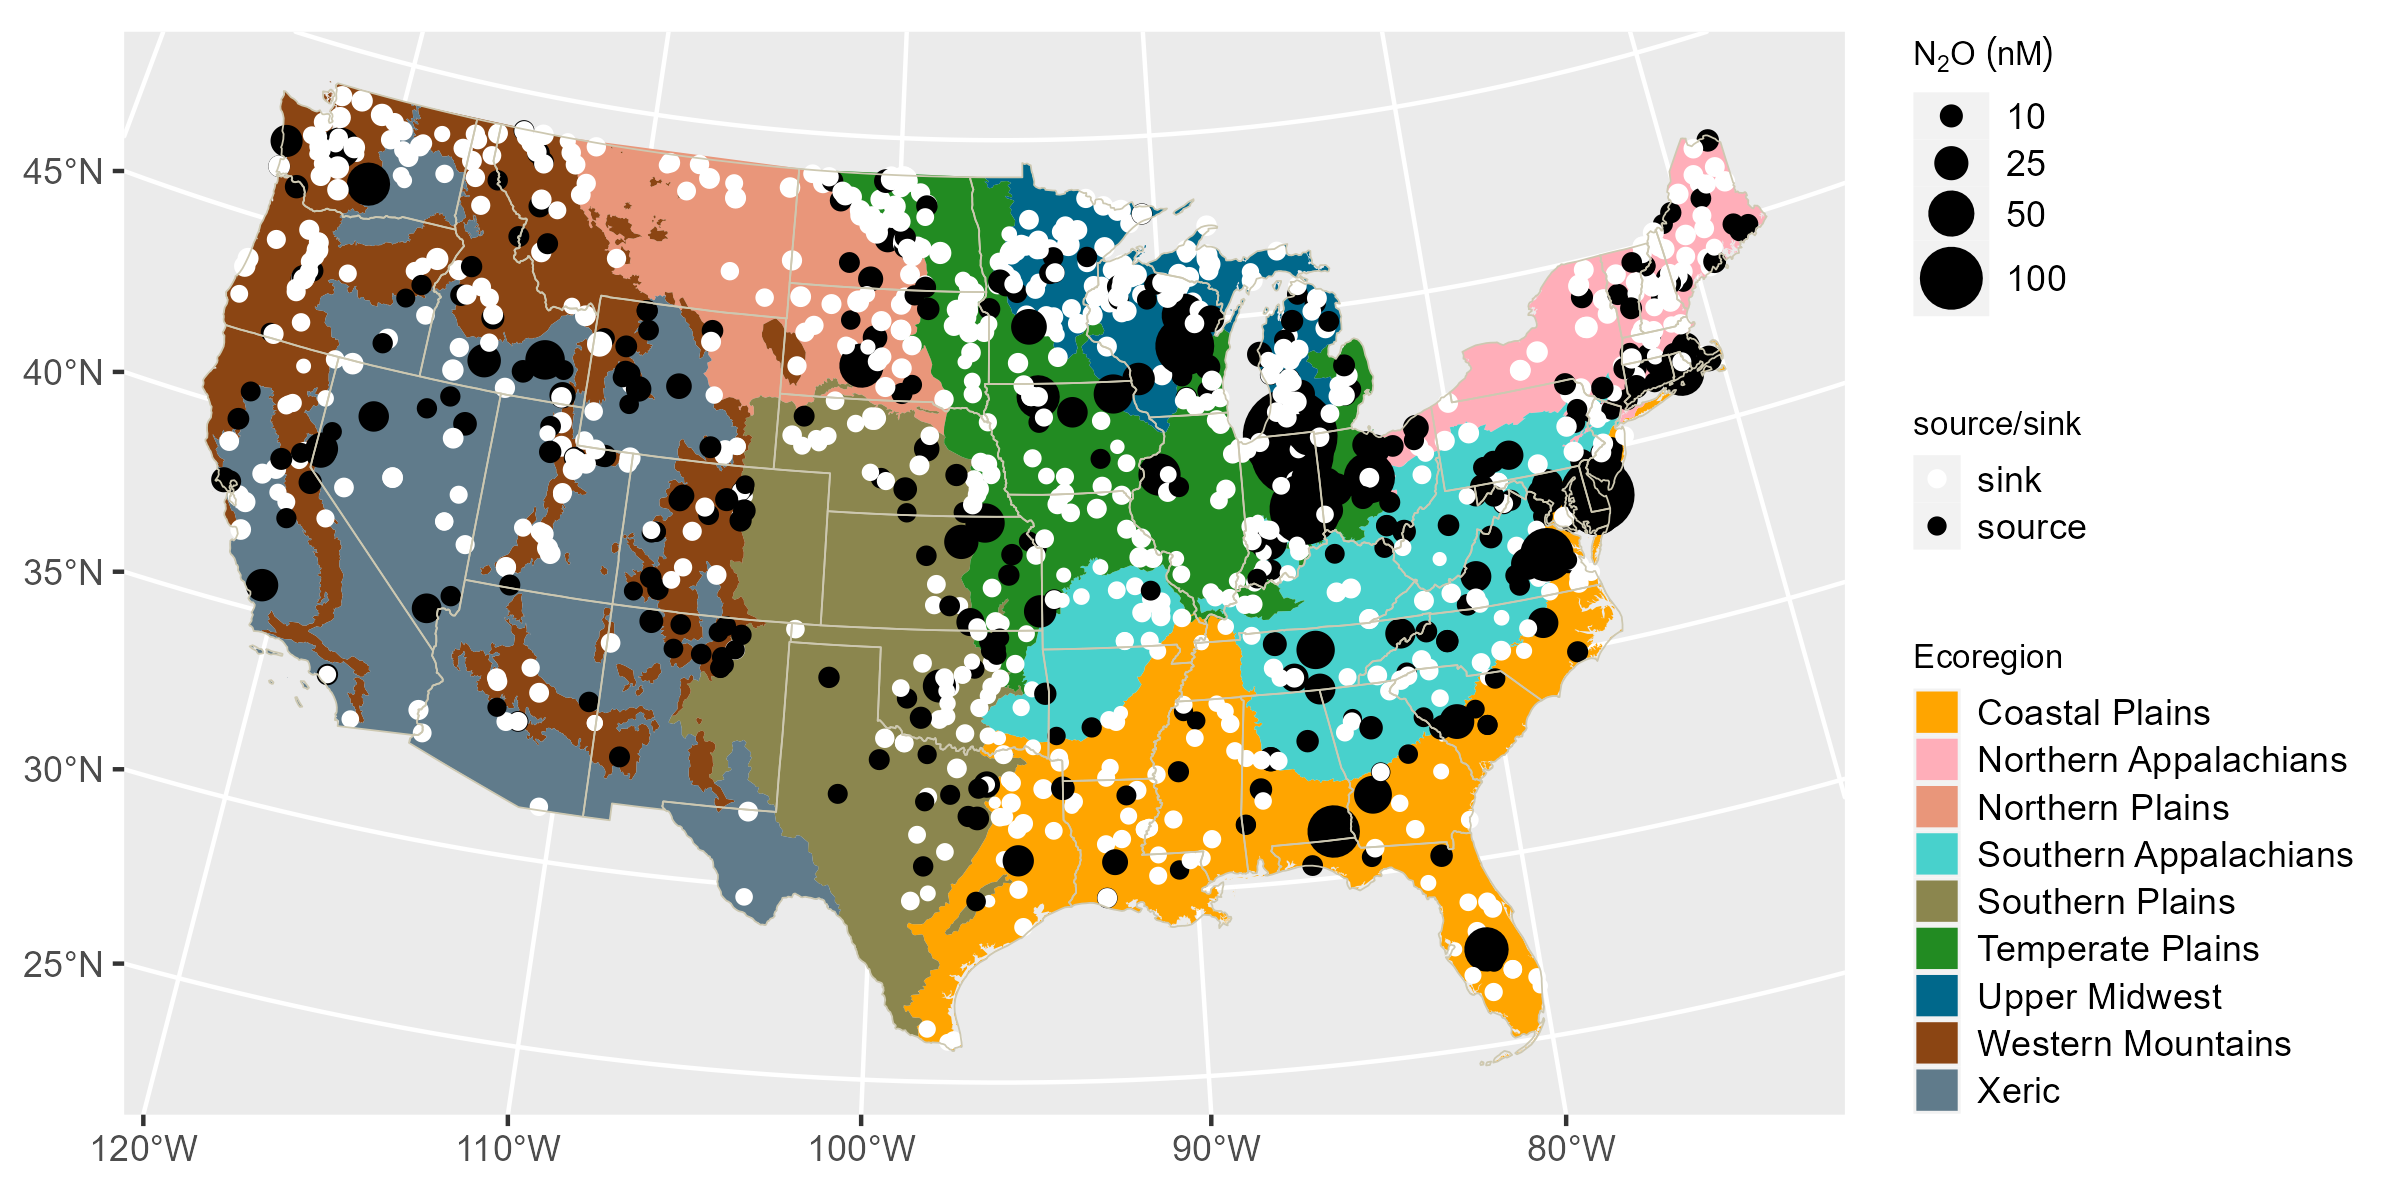 45°N
40°N
35°N
30°N
25°N
120°W
110°W
100°W
90°W
80°W
N₂O (nM)
10
25
50
100
source/sink
sink
source
Ecoregion
Coastal Plains
Northern Appalachians
Northern Plains
Southern Appalachians
Southern Plains
Temperate Plains
Upper Midwest
Western Mountains
Xeric